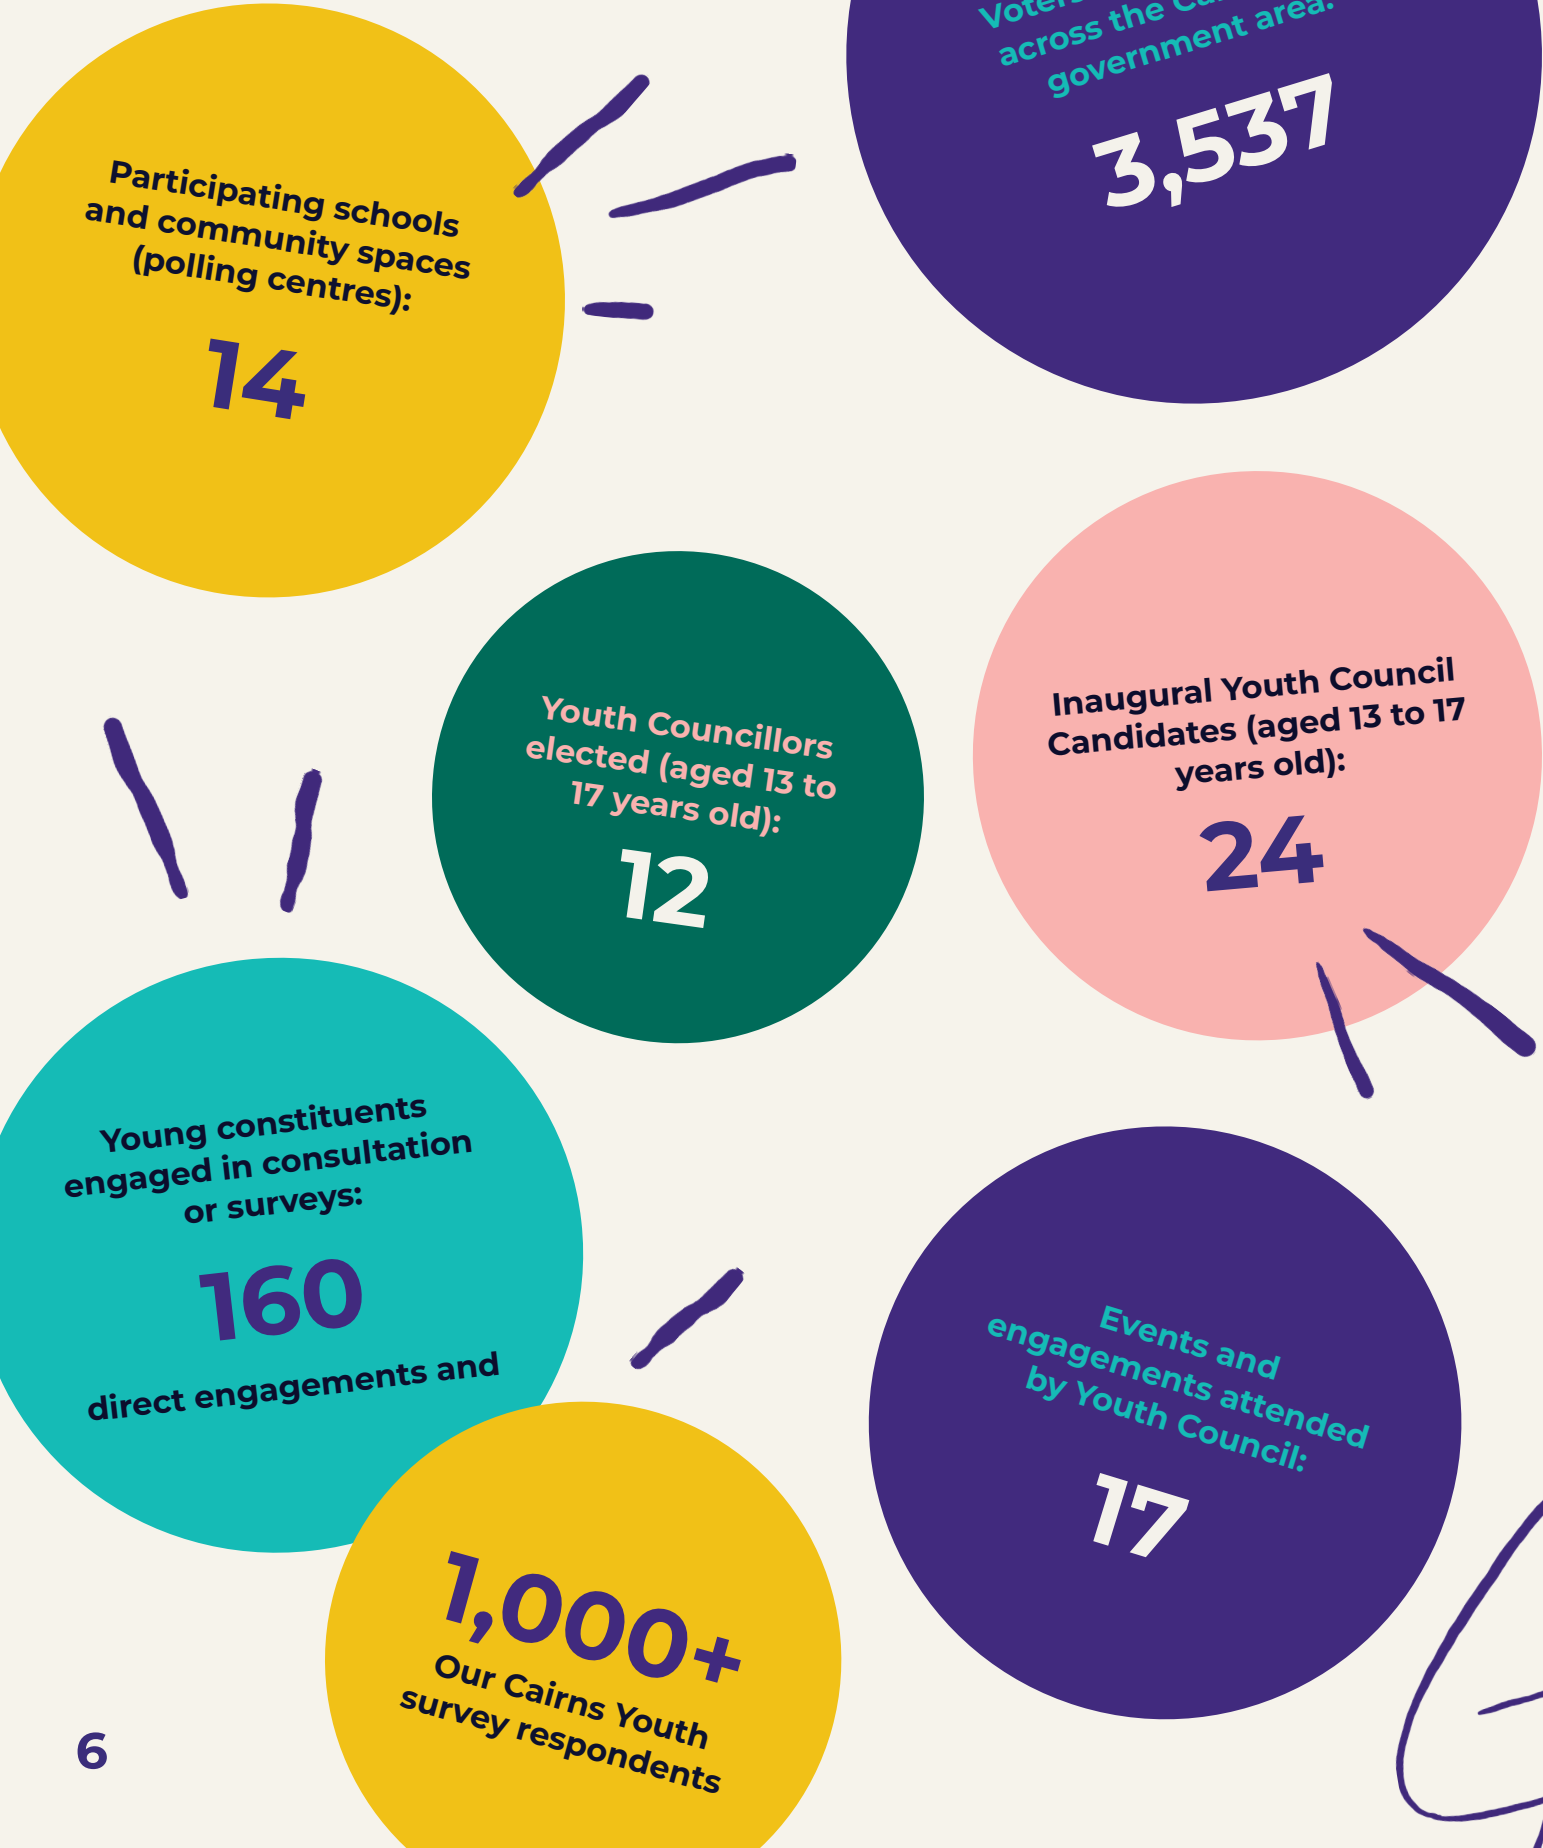 Voters
across the
government area:
3,537
Participating schools
and community spaces
(polling centres):
14
Youth Councillors
elected (aged 13 to
17 years old):
12
Inaugural Youth Council
Candidates (aged 13 to 17
years old):
24
Young constituents
engaged in consultation
or surveys:
160
direct engagements and
1,000+
Our Cairns Youth
survey respondents
Events and
engagements attended
by Youth Council:
17
6